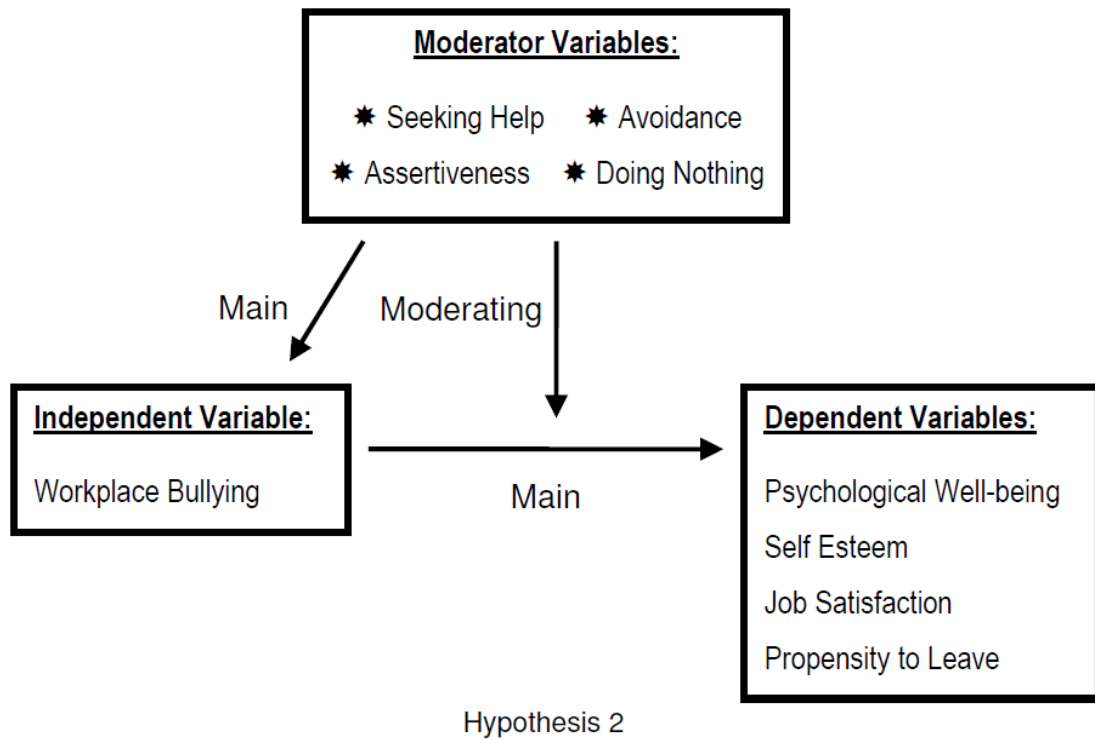 Moderator Variables:
✸ Seeking Help ✸ Avoidance
✸ Assertiveness ✸ Doing Nothing
Main
Moderating
Independent Variable:
Workplace Bullying
Main
Dependent Variables:
Psychological Well-being
Self Esteem
Job Satisfaction
Propensity to Leave
Hypothesis 2